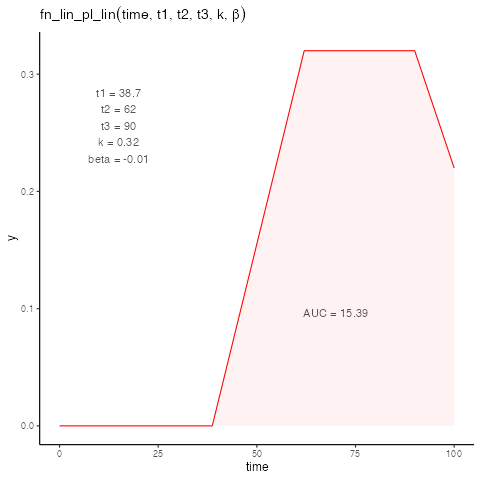 fn_lin_pl_lin(time, t1, t2, t3, k, β)
t1 = 38.7
t2 = 62
t3 = 90
k = 0.32
beta = -0.01
AUC = 15.39
y
0.3
0.2
0.1
0.0
0 25 50 75 100
time